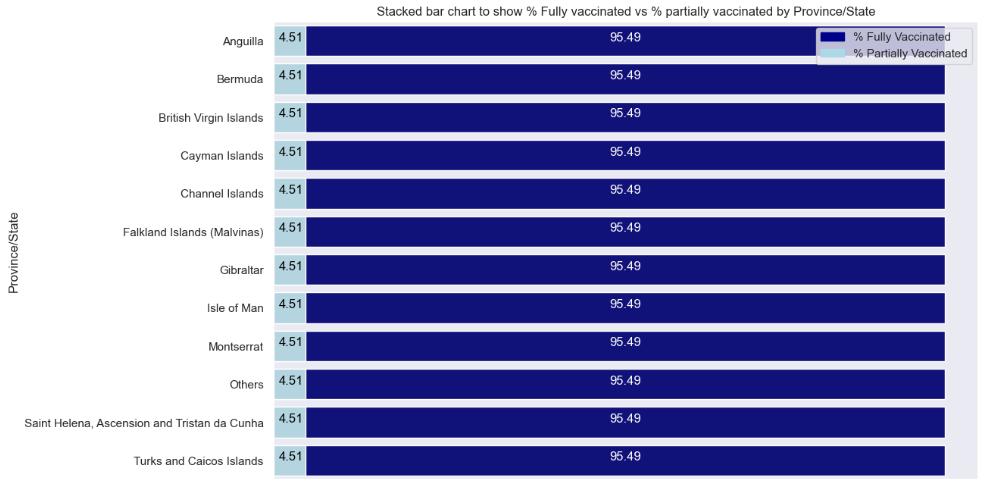 Stacked bar chart to show % Fully vaccinated vs % partially vaccinated by Province/State
% Fully Vaccinated
% Partially Vaccinated
Province/State
Anguilla 4.51 95.49
Bermuda 4.51 95.49
British Virgin Islands 4.51 95.49
Cayman Islands 4.51 95.49
Channel Islands 4.51 95.49
Falkland Islands (Malvinas) 4.51 95.49
Gibraltar 4.51 95.49
Isle of Man 4.51 95.49
Montserrat 4.51 95.49
Others 4.51 95.49
Saint Helena, Ascension and Tristan da Cunha 4.51 95.49
Turks and Caicos Islands 4.51 95.49